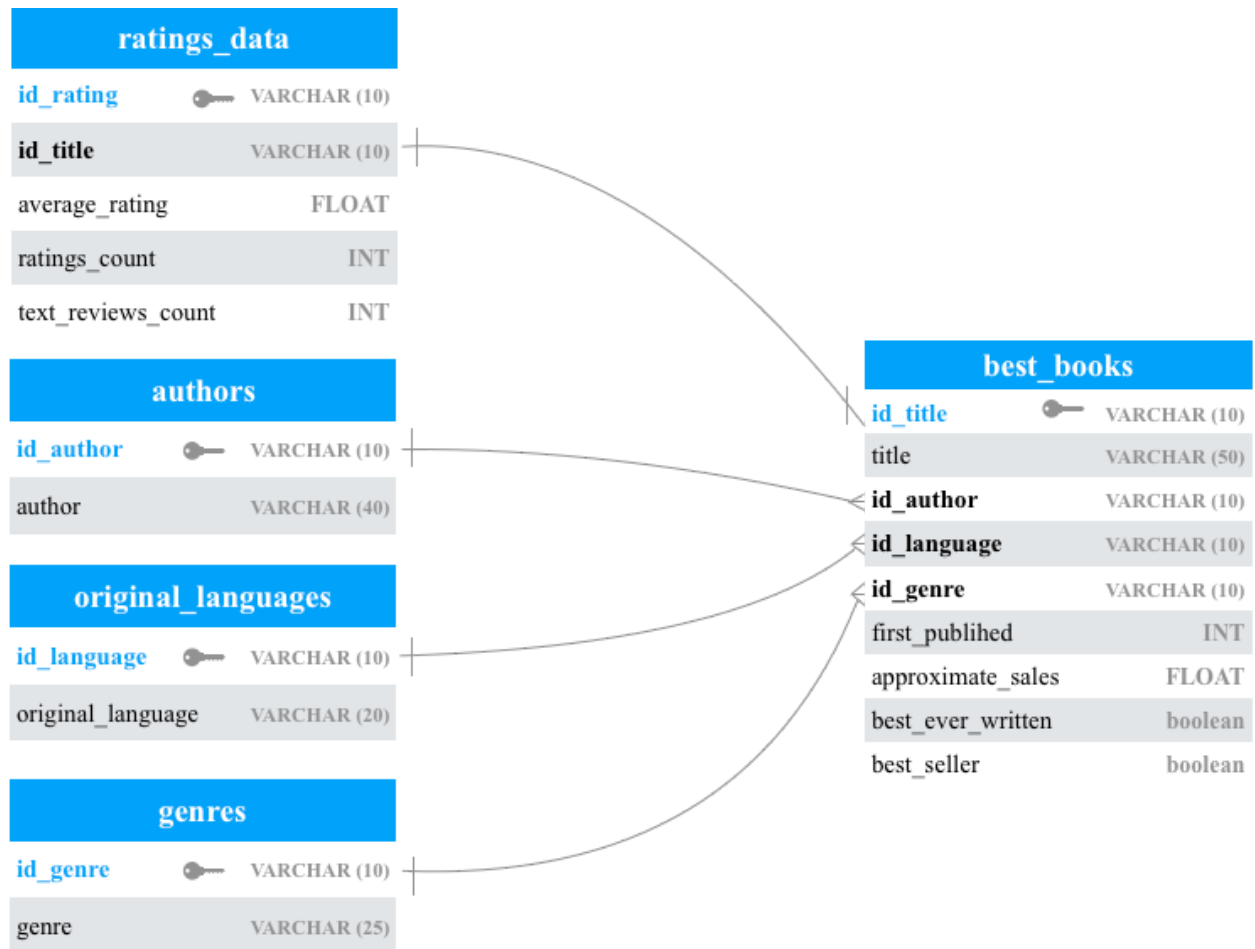 ratings_data
id_rating VARCHAR (10)
id_title VARCHAR (10)
average_rating FLOAT
ratings_count INT
text_reviews_count INT
authors
id_author VARCHAR (10)
author VARCHAR (40)
original_languages
id_language VARCHAR (10)
original_language VARCHAR (20)
genres
id_genre VARCHAR (10)
genre VARCHAR (25)
best_books
id_title VARCHAR (10)
title VARCHAR (50)
id_author VARCHAR (10)
id_language VARCHAR (10)
id_genre VARCHAR (10)
first_publihed INT
approximate_sales FLOAT
best_ever_written boolean
best_seller boolean